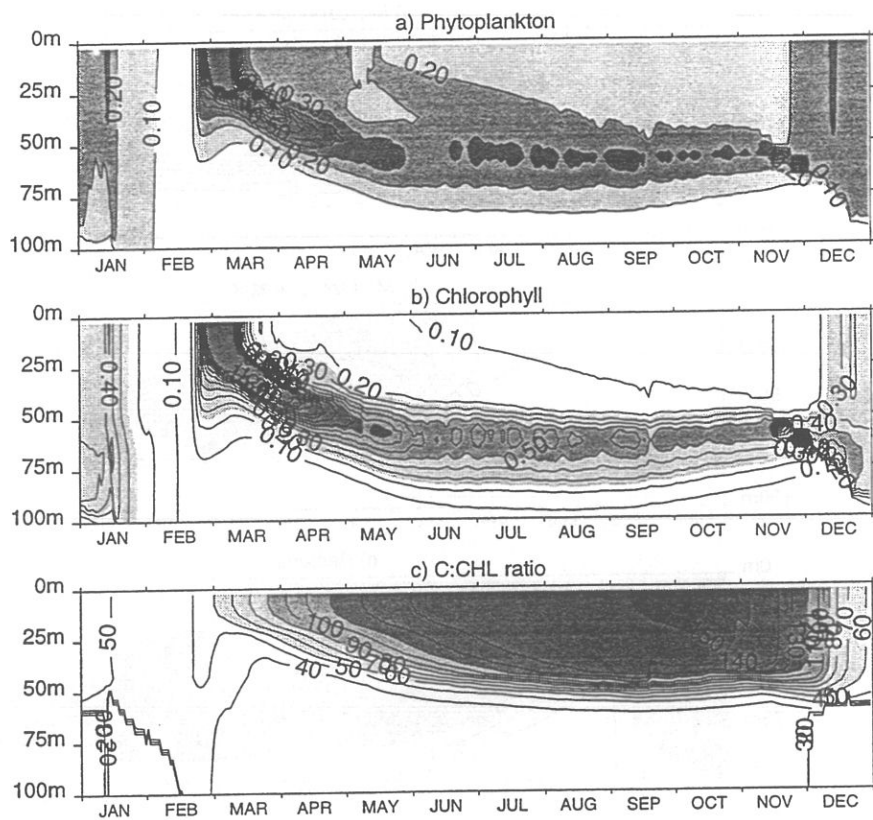 a) Phytoplankton
0m
25m
50m
75m
100m
0.20
0.10
.40
0.30
0.20
0.10
0.20
0.10
JAN FEB MAR APR MAY JUN JUL AUG SEP OCT NOV DEC
b) Chlorophyll
0m
25m
50m
75m
100m
0.40
0.10
0.30
0.20
0.30
0.20
0.10
0.10
0.50
0.40
0.30
JAN FEB MAR APR MAY JUN JUL AUG SEP OCT NOV DEC
c) C:CHL ratio
0m
25m
50m
75m
100m
50
100
90
40
50
60
140
70
60
JAN FEB MAR APR MAY JUN JUL AUG SEP OCT NOV DEC